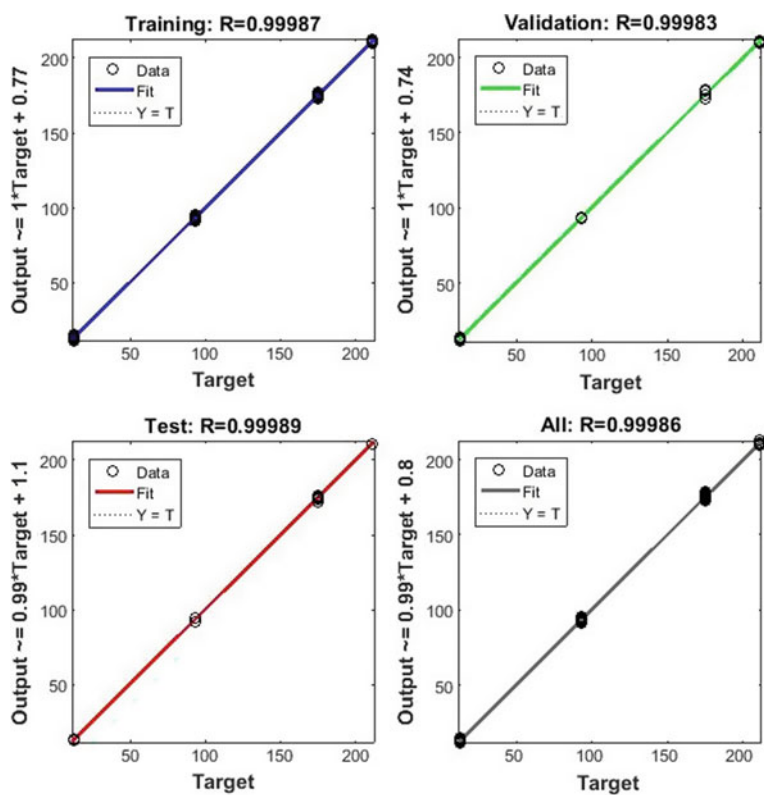 Training: R=0.99987
Output ~= 1*Target + 0.77
200
150
100
50
Data
Fit
Y = T
50
100
150
200
Target
Validation: R=0.99983
Output ~= 1*Target + 0.74
200
150
100
50
Data
Fit
Y = T
50
100
150
200
Target
Test: R=0.99989
Output ~= 0.99*Target + 1.1
200
150
100
50
Data
Fit
Y = T
50
100
150
200
Target
All: R=0.99986
Output ~= 0.99*Target + 0.8
200
150
100
50
Data
Fit
Y = T
50
100
150
200
Target